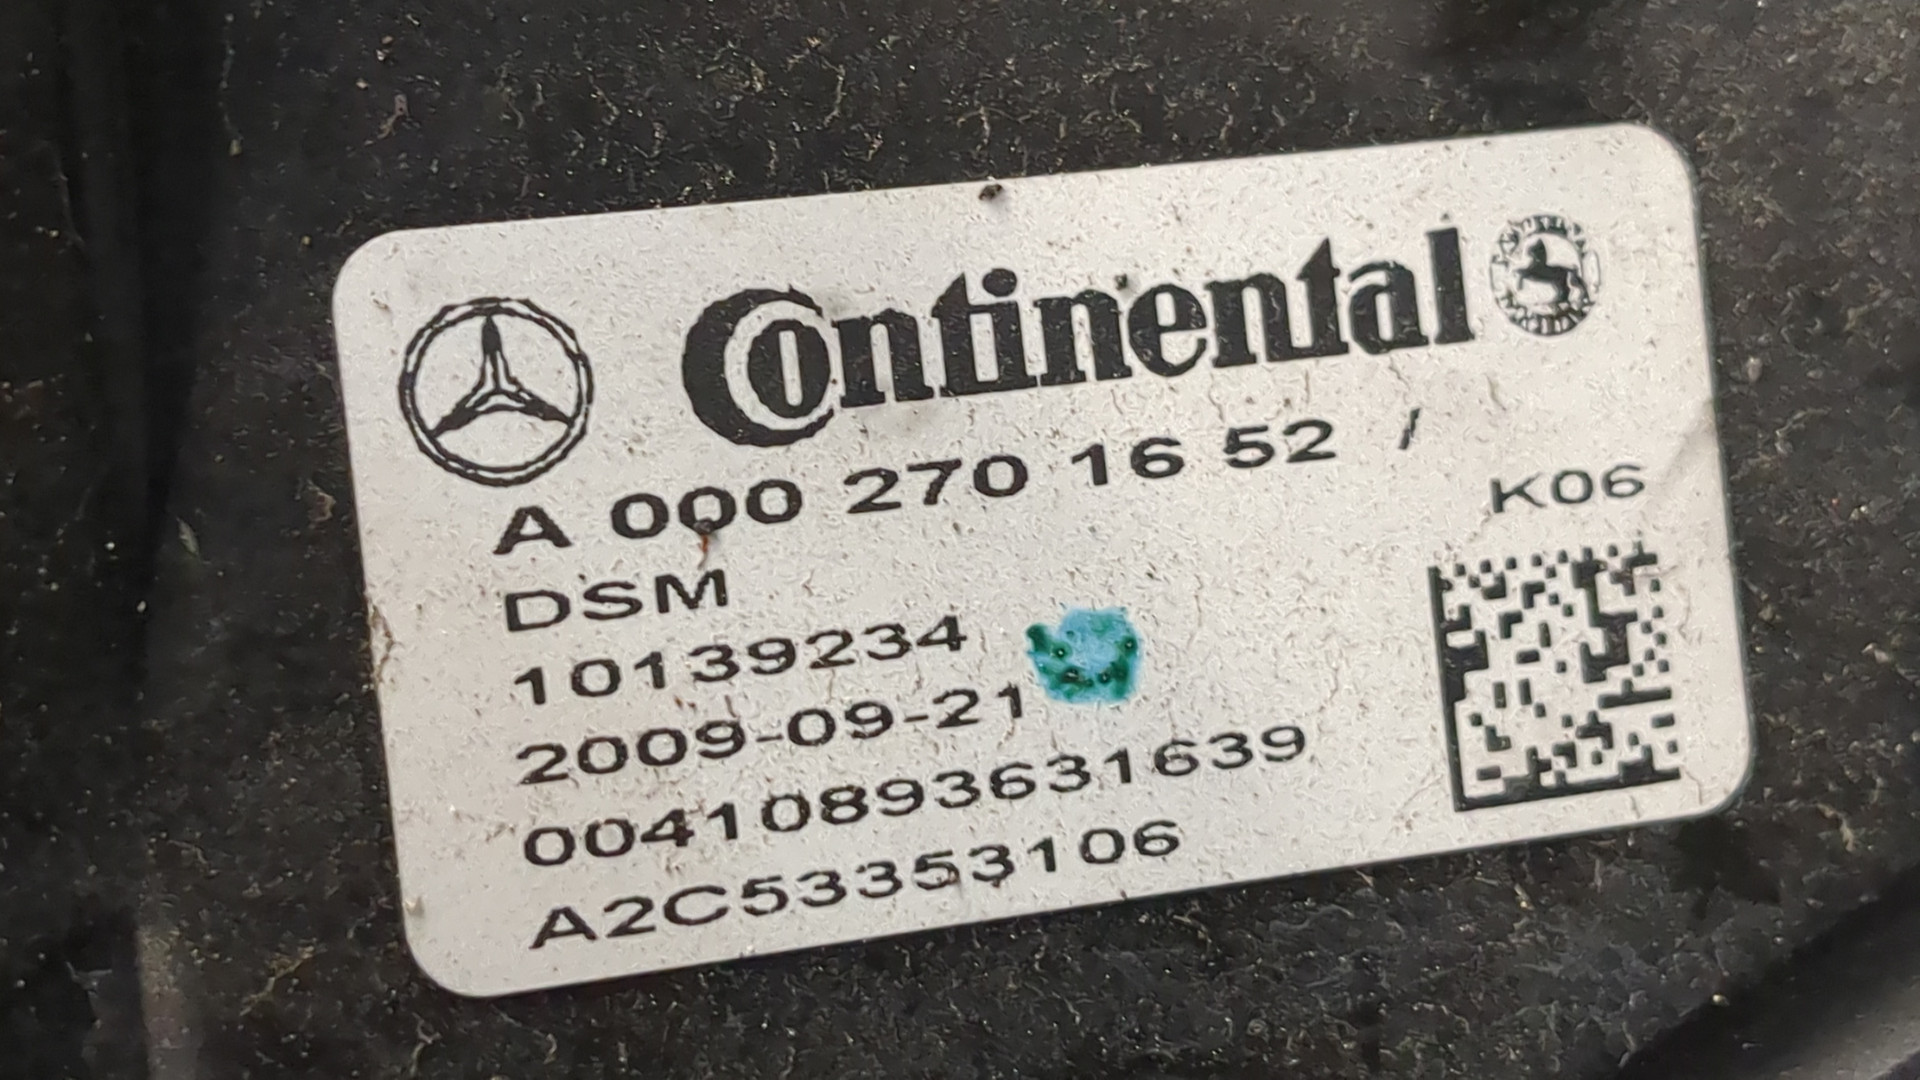 Continental
A 000 270 16 52 /
K06
DSM
10139234
2009-09-21
00410893631639
A2C53353106